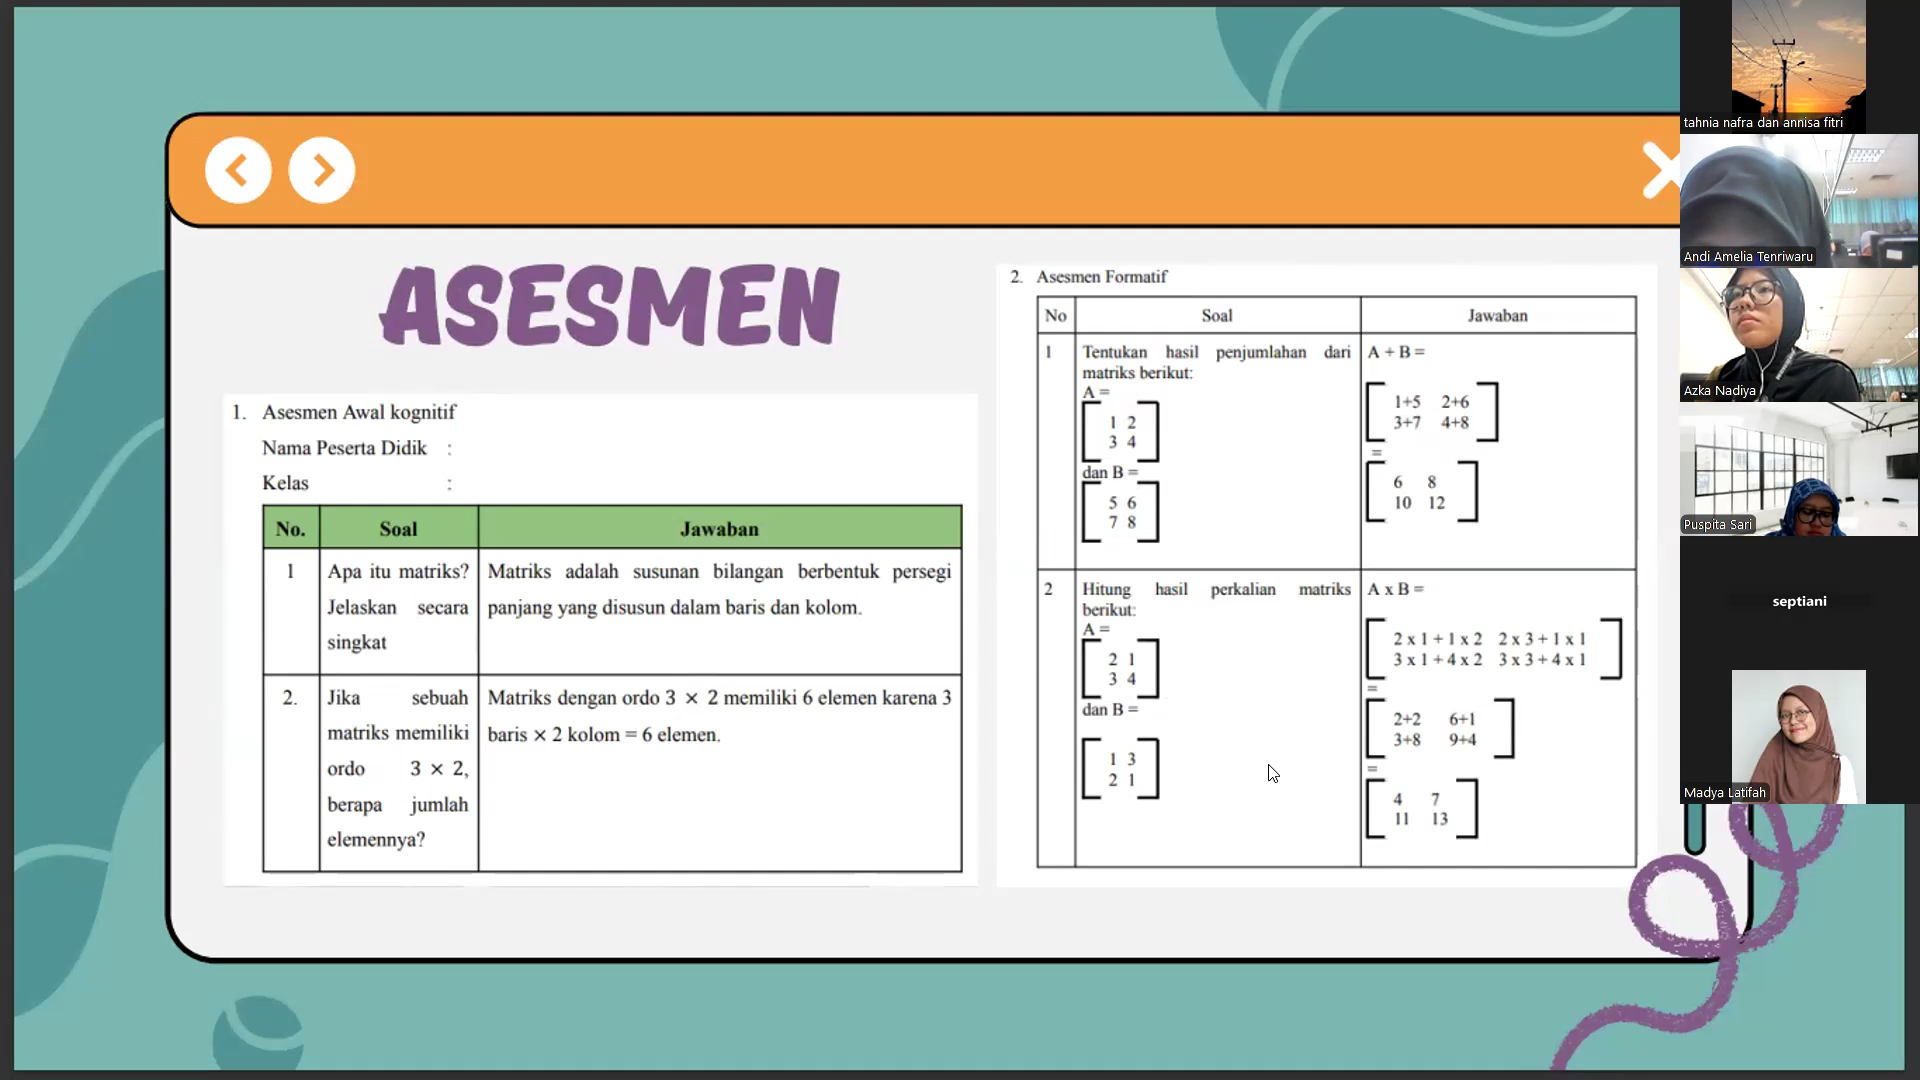 ASESMEN
1. Asesmen Awal kognitif
Nama Peserta Didik :
Kelas :
No. Soal Jawaban
1
Apa itu matriks?
Jelaskan secara
singkat
Matriks adalah susunan bilangan berbentuk persegi
panjang yang disusun dalam baris dan kolom.
2.
Jika sebuah
matriks memiliki
ordo 3 × 2,
berapa jumlah
elemennya?
Matriks dengan ordo 3 × 2 memiliki 6 elemen karena 3
baris × 2 kolom = 6 elemen.
2. Asesmen Formatif
No Soal Jawaban
1
Tentukan hasil penjumlahan dari
matriks berikut:
A =
1 2
3 4
dan B =
5 6
7 8
A + B =
1+5 2+6
3+7 4+8
=
6 8
10 12
2
Hitung hasil perkalian matriks
berikut:
A =
2 1
3 4
dan B =
1 3
2 1
A x B =
2 x 1 + 1 x 2 2 x 3 + 1 x 1
3 x 1 + 4 x 2 3 x 3 + 4 x 1
=
2+2 6+1
3+8 9+4
=
4 7
11 13
tahnia nafra dan annisa fitri
Andi Amelia Tenriwaru
Azka Nadiya
Puspita Sari
septiani
Madya Latifah